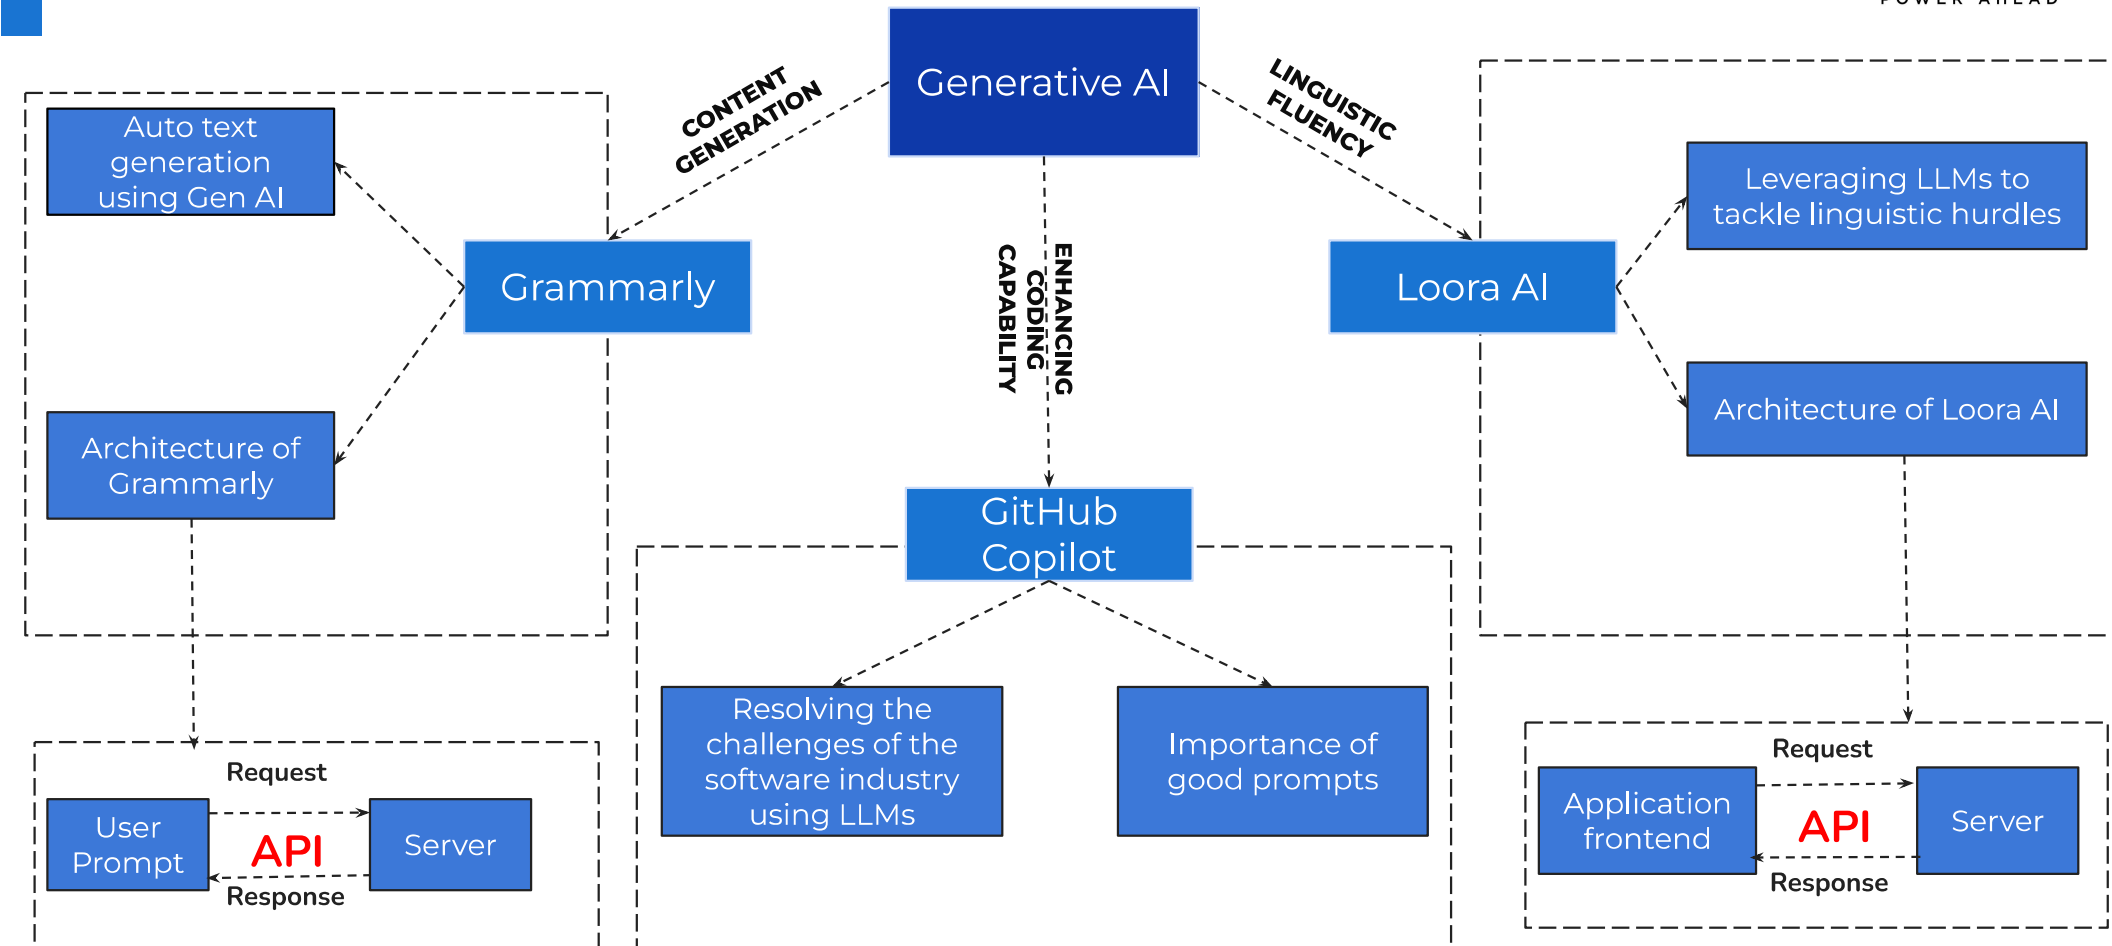 POWER AHEAD
Generative AI
CONTENT
GENERATION
LINGUISTIC
FLUENCY
ENHANCING
CODING
CAPABILITY
Auto text
generation
using Gen AI
Grammarly
Architecture of
Grammarly
Loora AI
Leveraging LLMs to
tackle linguistic hurdles
Architecture of Loora AI
GitHub
Copilot
Resolving the
challenges of the
software industry
using LLMs
Importance of
good prompts
Request
User
Prompt
API
Server
Response
Request
Application
frontend
API
Server
Response